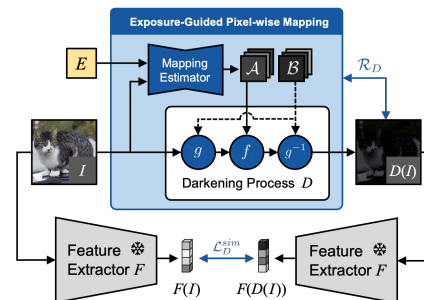 Exposure-Guided Pixel-wise Mapping
E
Mapping
Estimator
𝒜
ℬ
ℛ_D
I
g
f
g⁻¹
D(I)
Darkening Process D
Feature ❄
Extractor F
ℒ_D^sim
Feature ❄
Extractor F
F(I)
F(D(I))